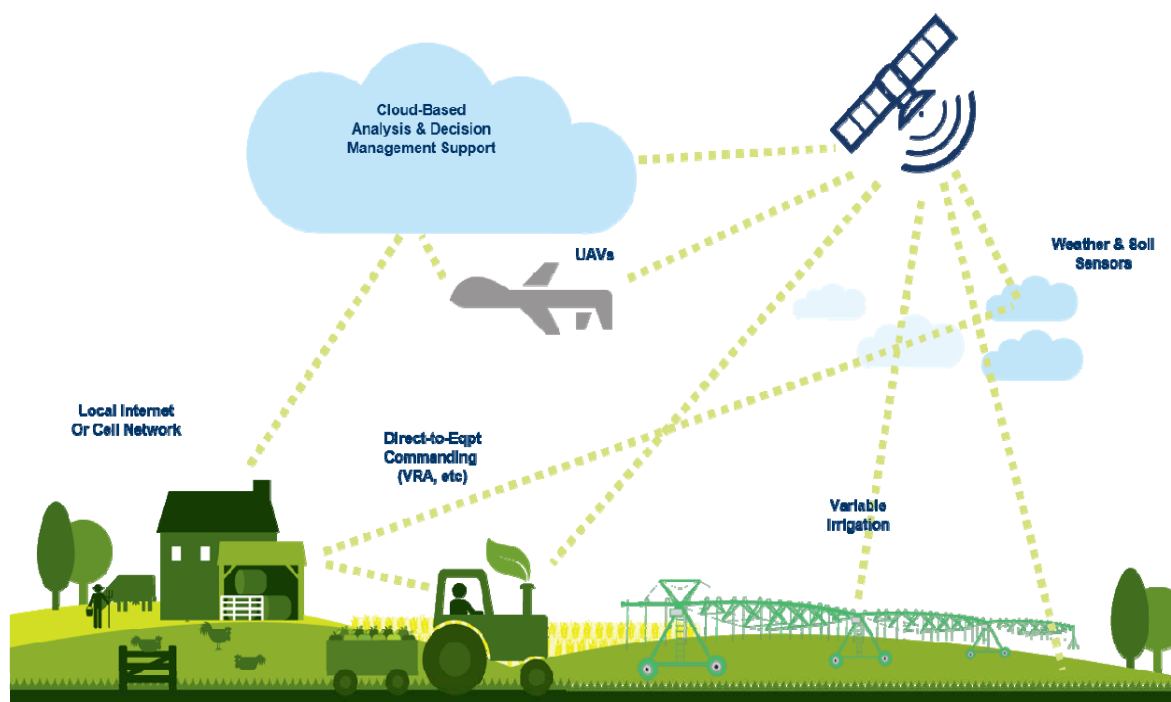 Cloud-Based
Analysis & Decision
Management Support
UAVs
Weather & Soil
Sensors
Local Internet
Or Cell Network
Direct-to-Eqpt
Commanding
(VRA, etc)
Variable
Irrigation